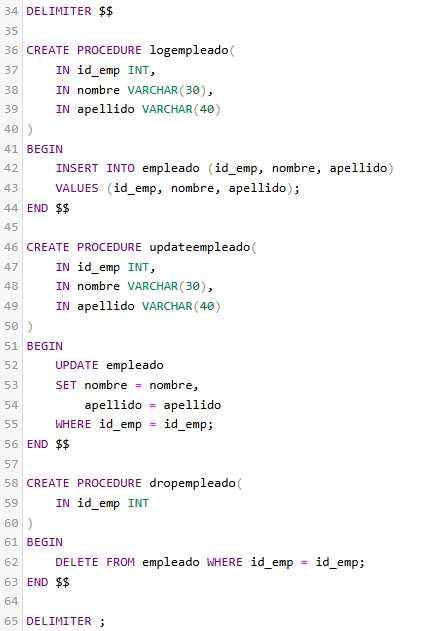 34 DELIMITER $$
35
36 CREATE PROCEDURE logempleado(
37     IN id_emp INT,
38     IN nombre VARCHAR(30),
39     IN apellido VARCHAR(40)
40 )
41 BEGIN
42     INSERT INTO empleado (id_emp, nombre, apellido)
43     VALUES (id_emp, nombre, apellido);
44 END $$
45
46 CREATE PROCEDURE updateempleado(
47     IN id_emp INT,
48     IN nombre VARCHAR(30),
49     IN apellido VARCHAR(40)
50 )
51 BEGIN
52     UPDATE empleado
53     SET nombre = nombre,
54         apellido = apellido
55     WHERE id_emp = id_emp;
56 END $$
57
58 CREATE PROCEDURE dropempleado(
59     IN id_emp INT
60 )
61 BEGIN
62     DELETE FROM empleado WHERE id_emp = id_emp;
63 END $$
64
65 DELIMITER ;